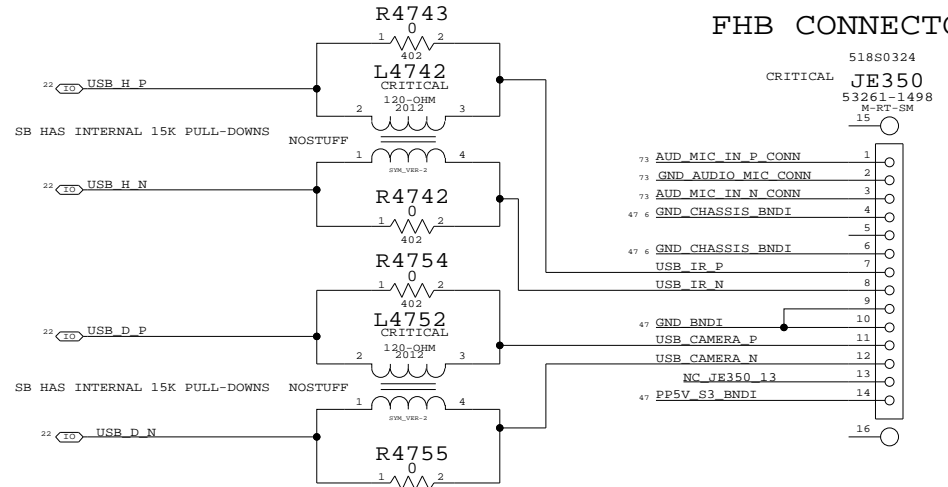 FHB CONNECTO
518S0324
CRITICAL JE350
53261-1498
M-RT-SM
15
R4743
0
1 2
402
L4742
CRITICAL
120-OHM
2012
2 3
22 IO USB_H_P
SB HAS INTERNAL 15K PULL-DOWNS
NOSTUFF
1 4
SYM_VER-2
22 IO USB_H_N
R4742
0
1 2
402
R4754
0
1 2
402
L4752
CRITICAL
120-OHM
2012
2 3
22 IO USB_D_P
SB HAS INTERNAL 15K PULL-DOWNS NOSTUFF
1 4
SYM_VER-2
22 IO USB_D_N
R4755
0
1 2
73 AUD_MIC_IN_P_CONN 1
73 GND_AUDIO_MIC_CONN 2
73 AUD_MIC_IN_N_CONN 3
47 6 GND_CHASSIS_BNDI 4
5
47 6 GND_CHASSIS_BNDI 6
USB_IR_P 7
USB_IR_N 8
9
47 GND_BNDI 10
USB_CAMERA_P 11
USB_CAMERA_N 12
NC_JE350_13 13
47 PP5V_S3_BNDI 14
16